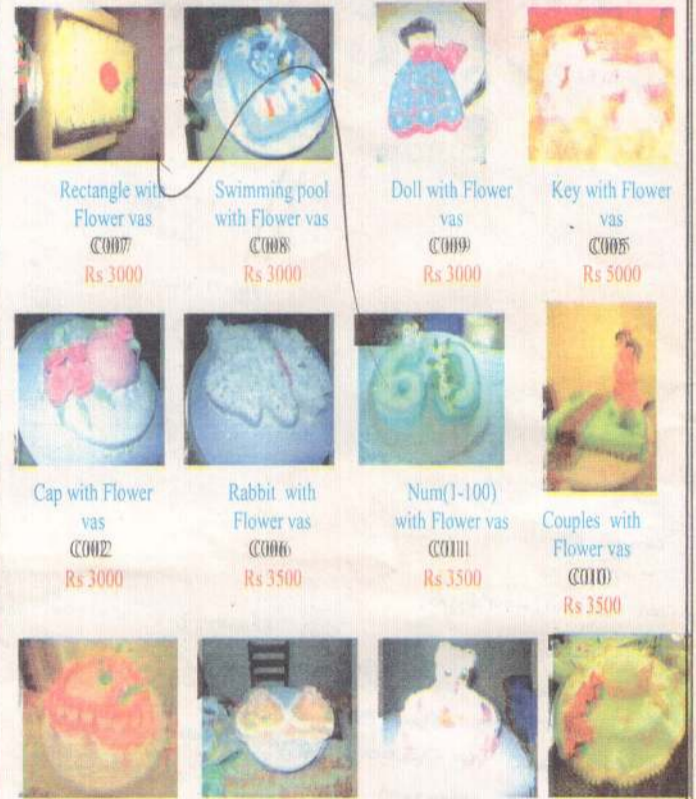 Rectangle with
Flower vas
C007
Rs 3000
Swimming pool
with Flower vas
C008
Rs 3000
Doll with Flower
vas
C009
Rs 3000
Key with Flower
vas
C005
Rs 5000
Cap with Flower
vas
C002
Rs 3000
Rabbit with
Flower vas
C006
Rs 3500
Num(1-100)
with Flower vas
C011
Rs 3500
Couples with
Flower vas
C010
Rs 3500